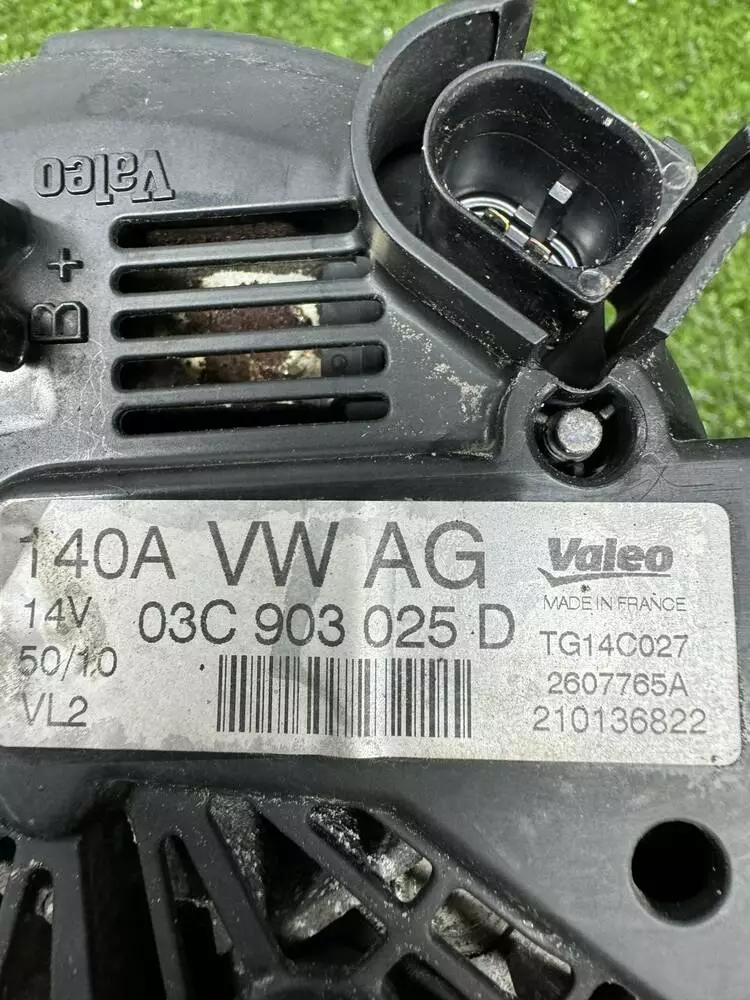 Valeo
B+
140A VW AG
14V 03C 903 025 D
50/10
VL2
Valeo
MADE IN FRANCE
TG14C027
2607765A
210136822